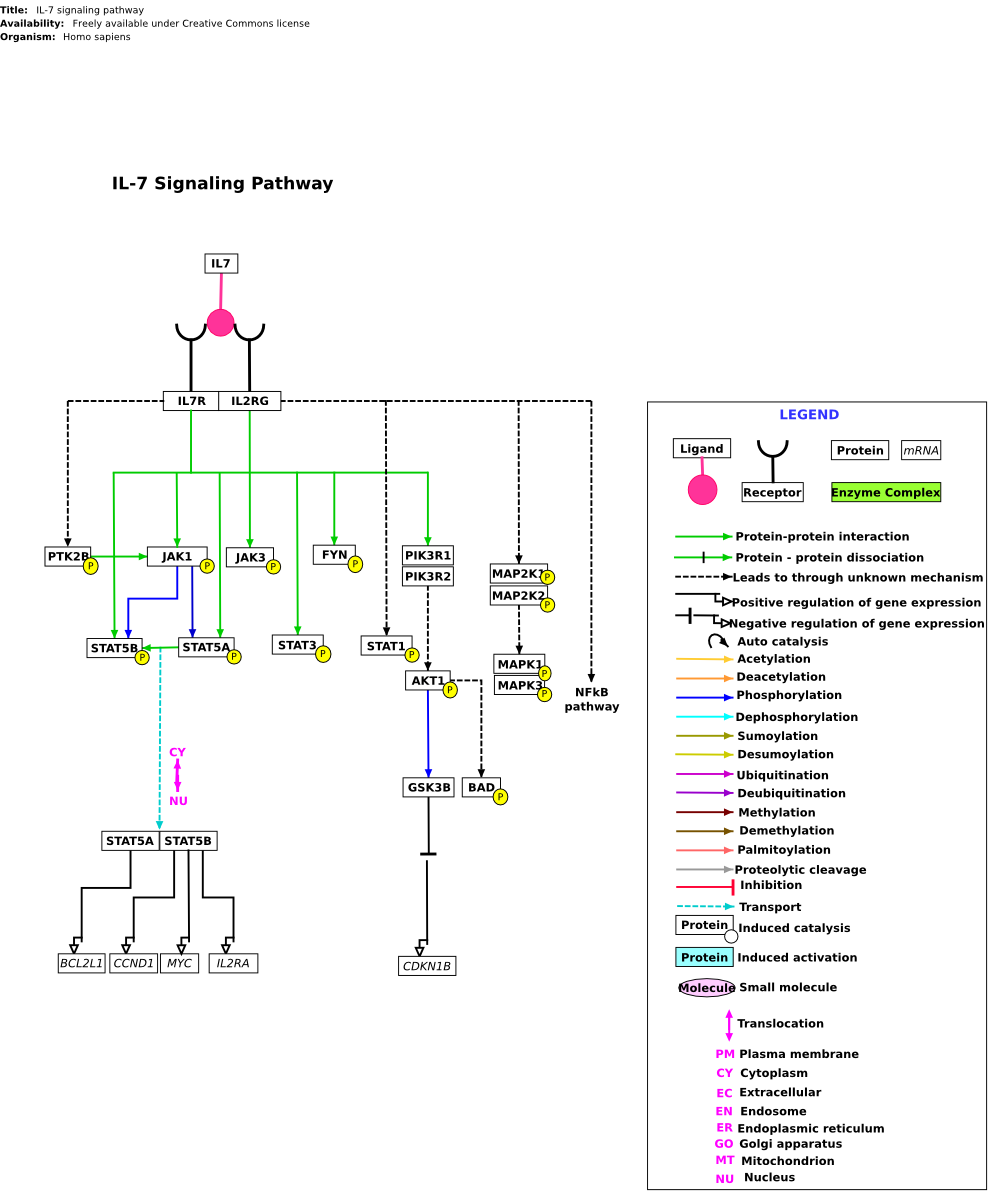 Title: IL-7 signaling pathway
Availability: Freely available under Creative Commons license
Organism: Homo sapiens
IL-7 Signaling Pathway
IL7
IL7R IL2RG
PTK2B P
JAK1 P
JAK3 P
FYN P
PIK3R1
PIK3R2
MAP2K1 P
MAP2K2 P
STAT5B P
STAT5A P
STAT3 P
STAT1 P
MAPK1 P
MAPK3 P
AKT1 P
NFkB
pathway
CY
NU
GSK3B
BAD P
STAT5A STAT5B
BCL2L1
CCND1
MYC
IL2RA
CDKN1B
LEGEND
Ligand
Receptor
Protein
mRNA
Enzyme Complex
Protein-protein interaction
Protein - protein dissociation
Leads to through unknown mechanism
Positive regulation of gene expression
Negative regulation of gene expression
Auto catalysis
Acetylation
Deacetylation
Phosphorylation
Dephosphorylation
Sumoylation
Desumoylation
Ubiquitination
Deubiquitination
Methylation
Demethylation
Palmitoylation
Proteolytic cleavage
Inhibition
Transport
Protein Induced catalysis
Protein Induced activation
Molecule Small molecule
Translocation
PM Plasma membrane
CY Cytoplasm
EC Extracellular
EN Endosome
ER Endoplasmic reticulum
GO Golgi apparatus
MT Mitochondrion
NU Nucleus